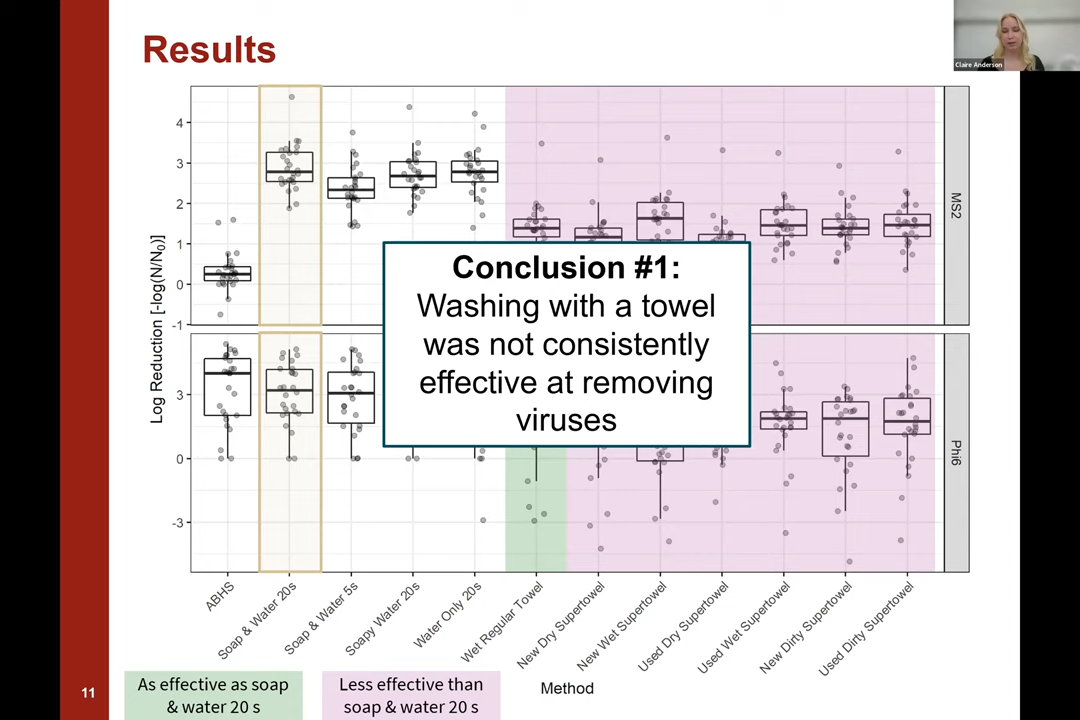 Results
Claire Anderson
Log Reduction [-log(N/N0)]
4
3
2
1
0
-1
MS2
3
0
-3
Phi6
Conclusion #1:
Washing with a towel
was not consistently
effective at removing
viruses
ABHS
Soap & Water 20s
Soap & Water 5s
Soapy Water 20s
Water Only 20s
Wet Regular Towel
New Dry Supertowel
New Wet Supertowel
Used Dry Supertowel
Used Wet Supertowel
New Dirty Supertowel
Used Dirty Supertowel
Method
11
As effective as soap
& water 20 s
Less effective than
soap & water 20 s